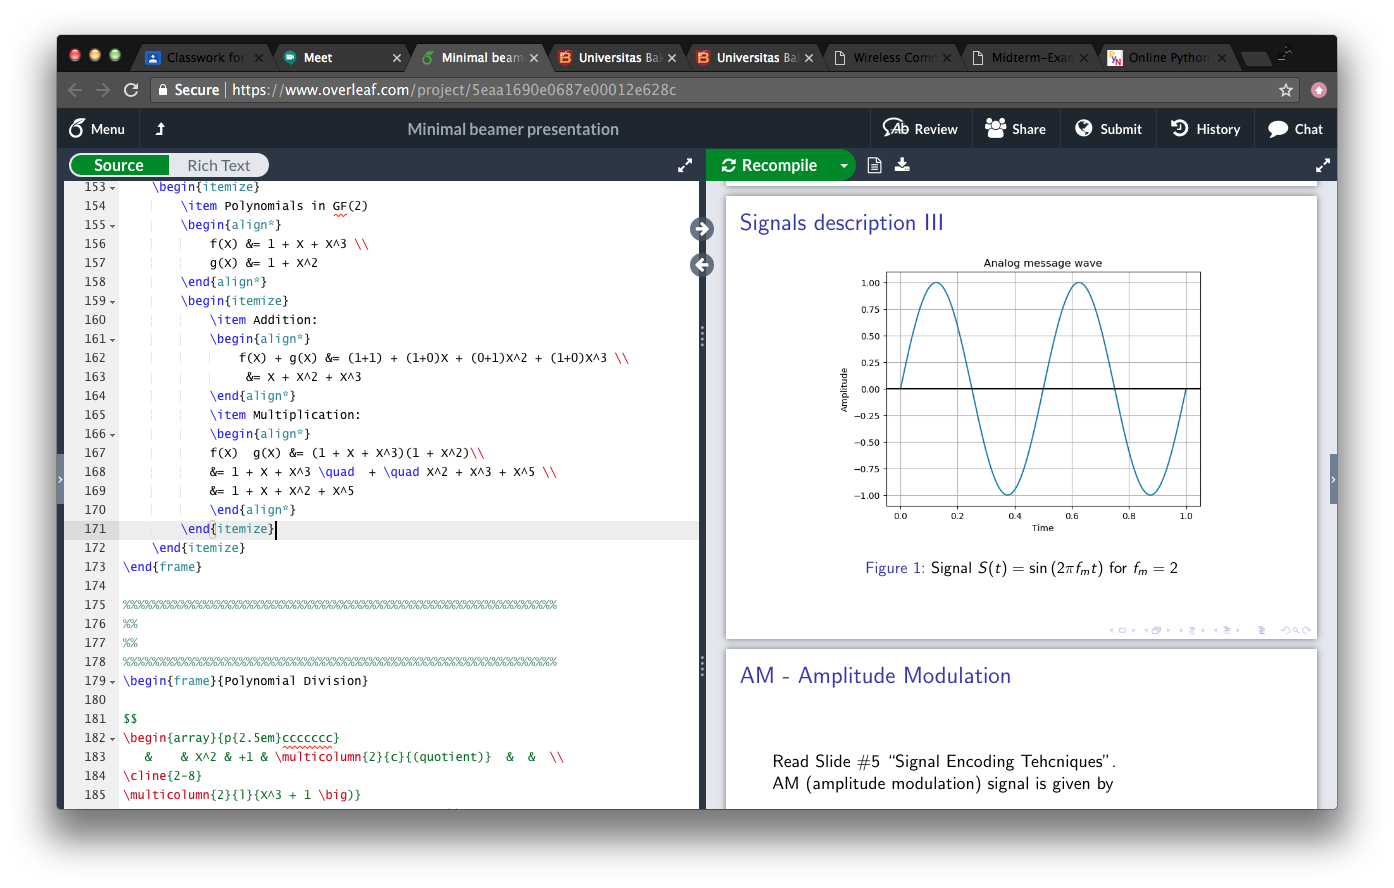 Classwork for
Meet
Minimal beam
Universitas Bak
Universitas Bak
Wireless Comm
Midterm-Exam
Online Python
Secure | https://www.overleaf.com/project/5eaa1690e0687e00012e628c
Menu
Minimal beamer presentation
Review
Share
Submit
History
Chat
Source
Rich Text
Recompile
153 \begin{itemize}
154 \item Polynomials in GF(2)
155 \begin{align*}
156 f(X) &= 1 + X + X^3 \\
157 g(X) &= 1 + X^2
158 \end{align*}
159 \begin{itemize}
160 \item Addition:
161 \begin{align*}
162 f(X) + g(X) &= (1+1) + (1+0)X + (0+1)X^2 + (1+0)X^3 \\
163 &= X + X^2 + X^3
164 \end{align*}
165 \item Multiplication:
166 \begin{align*}
167 f(X)  g(X) &= (1 + X + X^3)(1 + X^2)\\
168 &= 1 + X + X^3 \quad  + \quad X^2 + X^3 + X^5 \\
169 &= 1 + X + X^2 + X^5
170 \end{align*}
171 \end{itemize}
172 \end{itemize}
173 \end{frame}
174
175 %%%%%%%%%%%%%%%%%%%%%%%%%%%%%%%%%%%%%%%%%%%%%%%%%%%%%%%%%%%%
176 %%
177 %%
178 %%%%%%%%%%%%%%%%%%%%%%%%%%%%%%%%%%%%%%%%%%%%%%%%%%%%%%%%%%%%
179 \begin{frame}{Polynomial Division}
180
181 $$
182 \begin{array}{p{2.5em}ccccccc}
183 &    & X^2 & +1 & \multicolumn{2}{c}{(quotient)}  &  &  \\
184 \cline{2-8}
185 \multicolumn{2}{l}{X^3 + 1 \big)}
Signals description III
Analog message wave
1.00
0.75
0.50
0.25
0.00
−0.25
−0.50
−0.75
−1.00
Amplitude
0.0 0.2 0.4 0.6 0.8 1.0
Time
Figure 1: Signal S(t) = sin (2πfmt) for fm = 2
AM - Amplitude Modulation
Read Slide #5 “Signal Encoding Tehcniques”.
AM (amplitude modulation) signal is given by